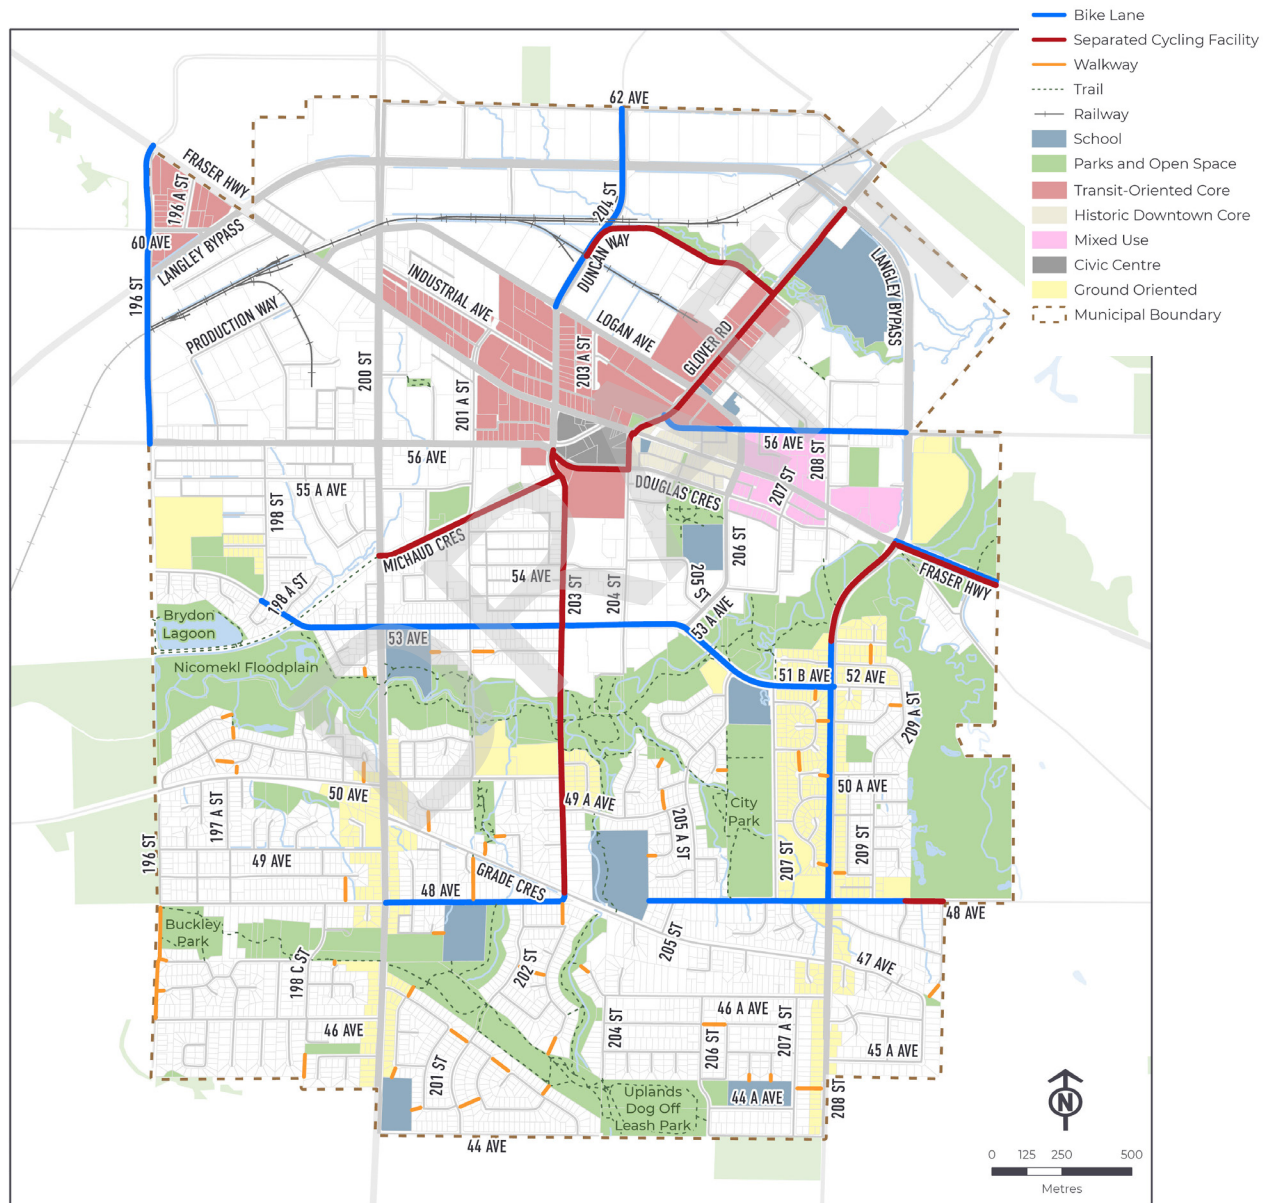 Bike Lane
Separated Cycling Facility
Walkway
Trail
Railway
School
Parks and Open Space
Transit-Oriented Core
Historic Downtown Core
Mixed Use
Civic Centre
Ground Oriented
Municipal Boundary
62 AVE
FRASER HWY
196 A ST
204 ST
60 AVE
LANGLEY BYPASS
DUNCAN WAY
LANGLEY BYPASS
196 ST
INDUSTRIAL AVE
PRODUCTION WAY
LOGAN AVE
GLOVER RD
200 ST
203 A ST
201 A ST
56 AVE
56 AVE
208 ST
55 A AVE
198 ST
DOUGLAS CRES
207 ST
MICHAUD CRES
206 ST
54 AVE
203 ST
204 ST
205 ST
FRASER HWY
198 A ST
Brydon
Lagoon
53 AVE
53 A AVE
Nicomekl Floodplain
51 B AVE
52 AVE
209 A ST
50 AVE
49 A AVE
50 A AVE
197 A ST
City
Park
205 A ST
196 ST
49 AVE
207 ST
209 ST
GRADE CRES
48 AVE
48 AVE
Buckley
Park
198 C ST
202 ST
205 ST
47 AVE
46 AVE
204 ST
46 A AVE
206 ST
207 A ST
45 A AVE
201 ST
Uplands
Dog Off
Leash Park
44 A AVE
208 ST
44 AVE
N
0 125 250 500
Metres
DRAFT